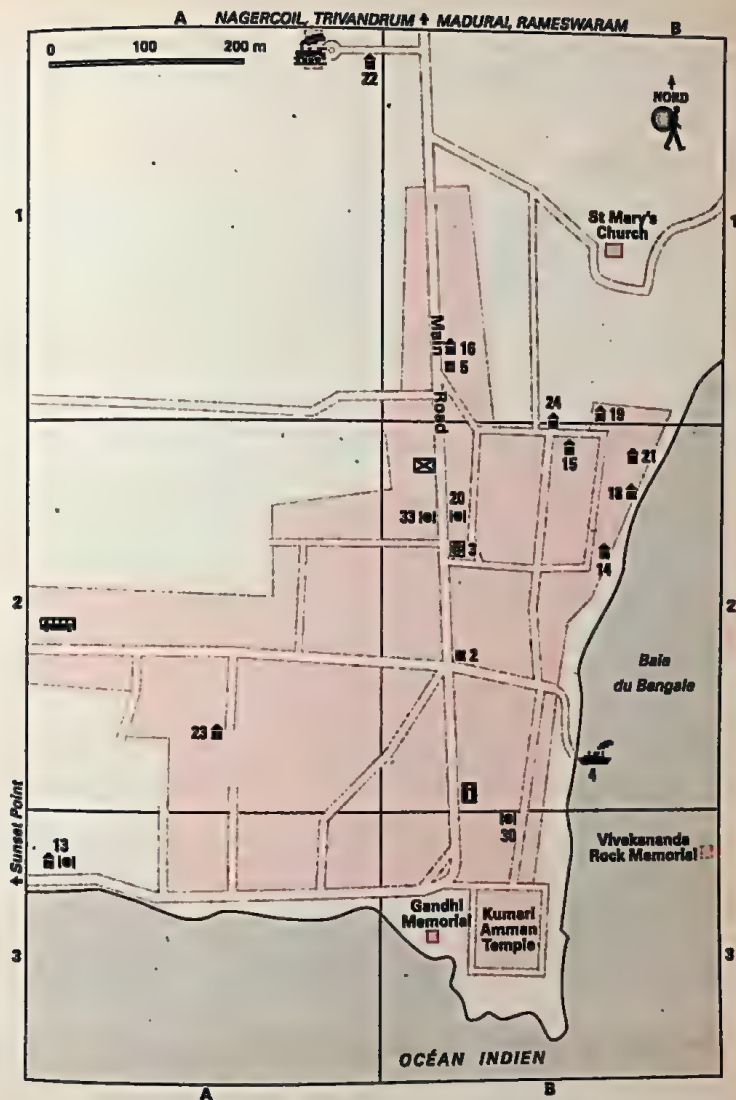 A NAGERCOIL, TRIVANDRUM ↑ MADURAI, RAMESWARAM B
0 100 200 m
22
NORD
1
St Mary's
Church
1
Main Road
16
5
24
19
15
21
18
20
33
3
14
2
2
2
Baie
du Bengale
23
4
Sunset Point
i
30
13
Vivekananda
Rock Memorial
Gandhi
Memorial
Kumari
Amman
Temple
3
3
OCÉAN INDIEN
A
B